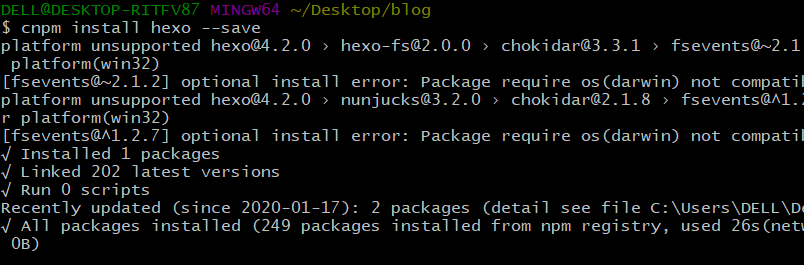 DELL@DESKTOP-RITFV87 MINGW64 ~/Desktop/blog
$ cnpm install hexo --save
platform unsupported hexo@4.2.0 › hexo-fs@2.0.0 › chokidar@3.3.1 › fsevents@~2.1
platform(win32)
[fsevents@~2.1.2] optional install error: Package require os(darwin) not compatib
platform unsupported hexo@4.2.0 › nunjucks@3.2.0 › chokidar@2.1.8 › fsevents@^1.2
r platform(win32)
[fsevents@^1.2.7] optional install error: Package require os(darwin) not compatib
√ Installed 1 packages
√ Linked 202 latest versions
√ Run 0 scripts
Recently updated (since 2020-01-17): 2 packages (detail see file C:\Users\DELL\De
√ All packages installed (249 packages installed from npm registry, used 26s(netw
0B)